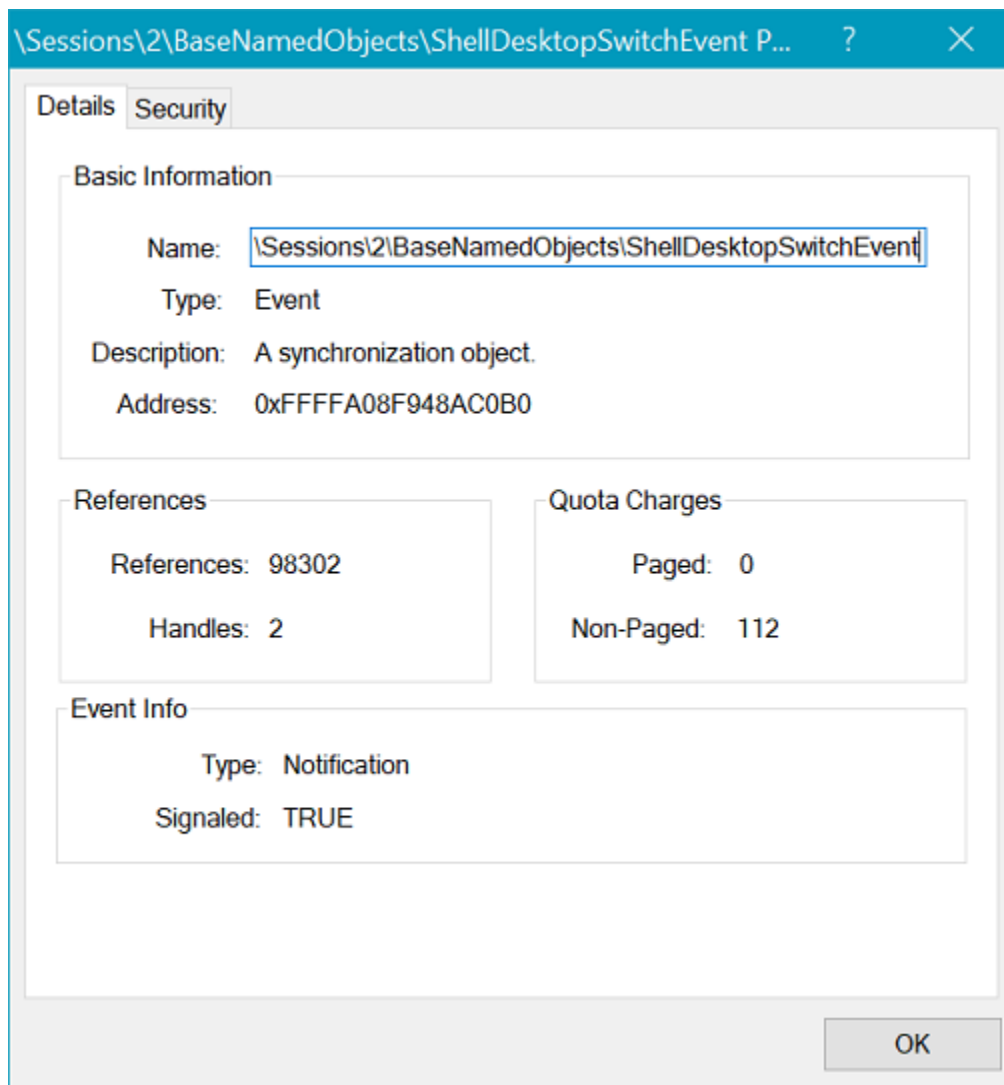 \Sessions\2\BaseNamedObjects\ShellDesktopSwitchEvent P... ? ×
Details Security
Basic Information
Name: \Sessions\2\BaseNamedObjects\ShellDesktopSwitchEvent
Type: Event
Description: A synchronization object.
Address: 0xFFFFA08F948AC0B0
References Quota Charges
References: 98302 Paged: 0
Handles: 2 Non-Paged: 112
Event Info
Type: Notification
Signaled: TRUE
OK